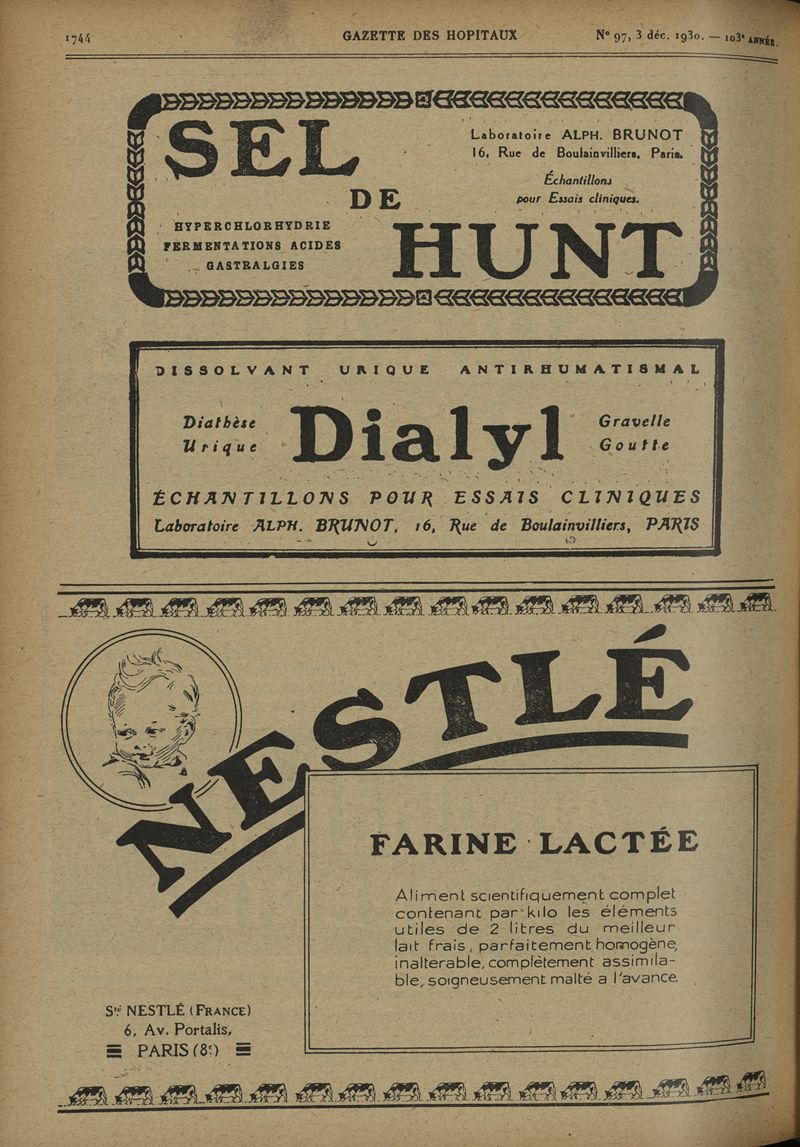 1744
GAZETTE DES HOPITAUX
N° 97, 3 déc. 1930. — 103e ANNÉE.
SEL
DE
HUNT
Laboratoire ALPH. BRUNOT
16, Rue de Boulainvilliers, Paris.
Échantillons
pour Essais cliniques.
HYPERCHLORHYDRIE
FERMENTATIONS ACIDES
GASTRALGIES
DISSOLVANT URIQUE ANTIRHUMATISMAL
Diathèse
Urique
Dialyl
Gravelle
Goutte
ÉCHANTILLONS POUR ESSAIS CLINIQUES
Laboratoire ALPH. BRUNOT, 16, Rue de Boulainvilliers, PARIS
NESTLÉ
FARINE LACTÉE
Aliment scientifiquement complet
contenant par kilo les éléments
utiles de 2 litres du meilleur
lait frais, parfaitement homogène,
inaltérable, complètement assimila-
ble, soigneusement malté a l'avance.
Sté NESTLÉ (FRANCE)
6, Av. Portalis,
PARIS (8e)